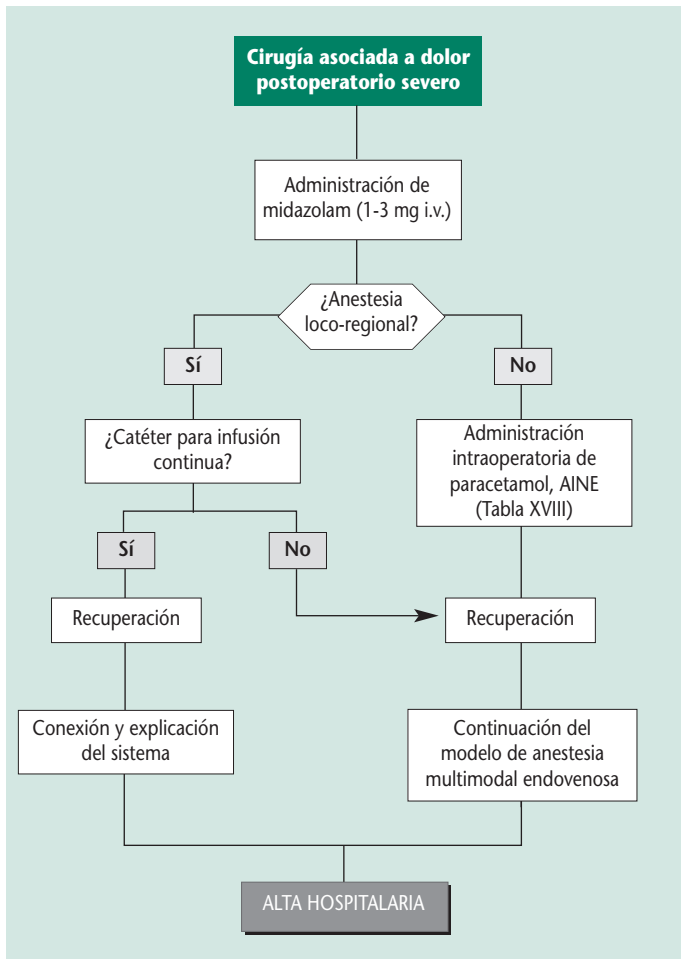 Cirugía asociada a dolor
postoperatorio severo
Administración de
midazolam (1-3 mg i.v.)
¿Anestesia
loco-regional?
Sí
No
¿Catéter para infusión
continua?
Administración
intraoperatoria de
paracetamol, AINE
(Tabla XVIII)
Sí
No
Recuperación
Recuperación
Conexión y explicación
del sistema
Continuación del
modelo de anestesia
multimodal endovenosa
ALTA HOSPITALARIA